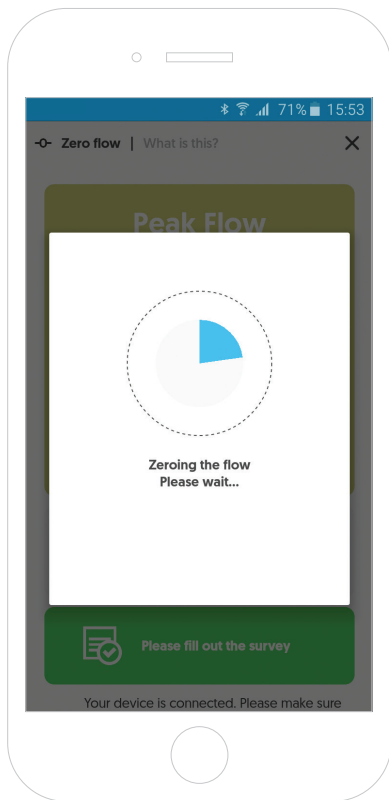 71% 15:53
-0- Zero flow | What is this?
Peak Flow
Zeroing the flow
Please wait...
Please fill out the survey
Your device is connected. Please make sure